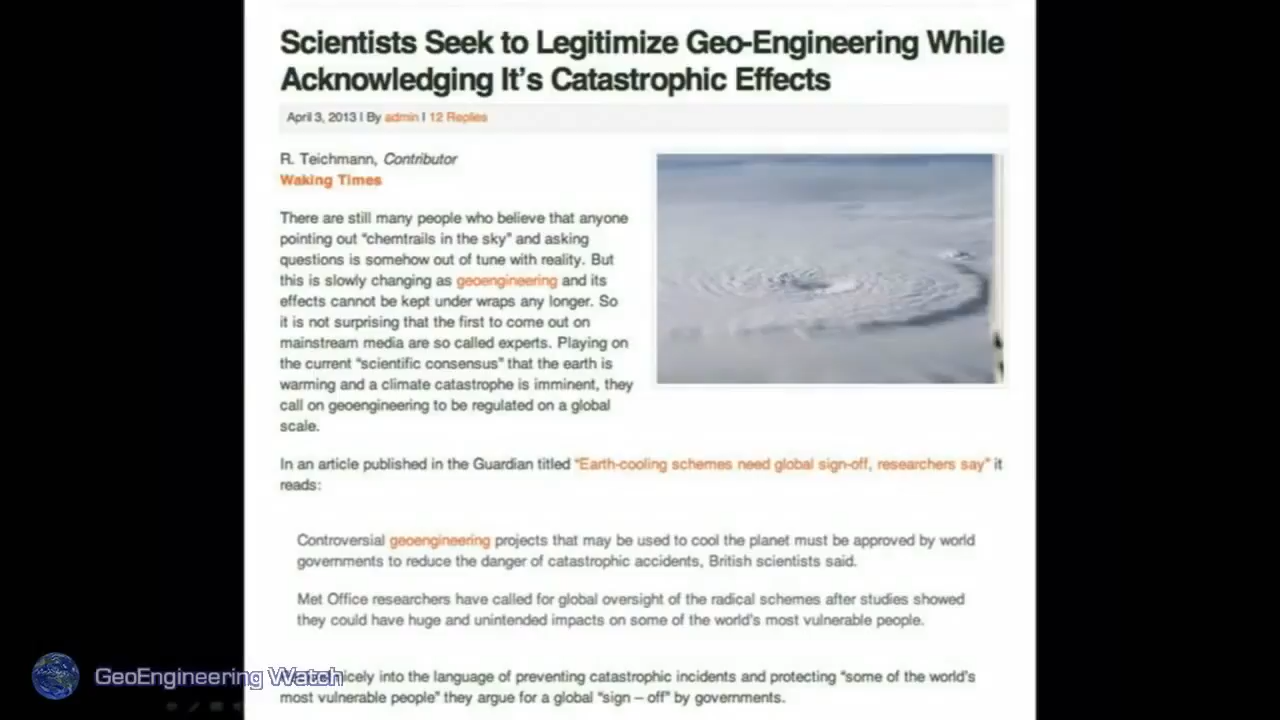 Scientists Seek to Legitimize Geo-Engineering While
Acknowledging It's Catastrophic Effects
April 3, 2013 | By admin | 12 Replies
R. Teichmann, Contributor
Waking Times
There are still many people who believe that anyone
pointing out “chemtrails in the sky” and asking
questions is somehow out of tune with reality. But
this is slowly changing as geoengineering and its
effects cannot be kept under wraps any longer. So
it is not surprising that the first to come out on
mainstream media are so called experts. Playing on
the current “scientific consensus” that the earth is
warming and a climate catastrophe is imminent, they
call on geoengineering to be regulated on a global
scale.
In an article published in the Guardian titled “Earth-cooling schemes need global sign-off, researchers say” it
reads:
Controversial geoengineering projects that may be used to cool the planet must be approved by world
governments to reduce the danger of catastrophic accidents, British scientists said.
Met Office researchers have called for global oversight of the radical schemes after studies showed
they could have huge and unintended impacts on some of the world's most vulnerable people.
into the language of preventing catastrophic incidents and protecting “some of the world's
most vulnerable people” they argue for a global “sign – off” by governments.
GeoEngineering Watch